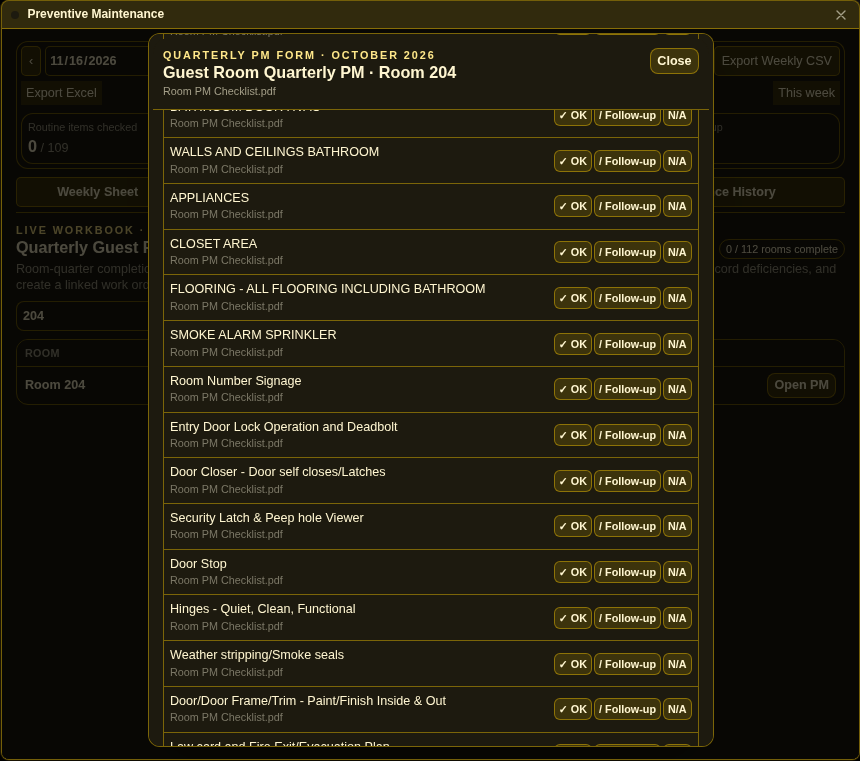 Preventive Maintenance
QUARTERLY PM FORM · OCTOBER 2026
Guest Room Quarterly PM · Room 204
Room PM Checklist.pdf
Close
‹ 11/16/2026
Export Weekly CSV
Export Excel
This week
Routine items checked
0 / 109
Weekly Sheet
History
LIVE WORKBOOK ·
Quarterly Guest
0 / 112 rooms complete
Room-quarter
deficiencies, and
create a linked work
204
ROOM
Room 204
Open PM
Room PM Checklist.pdf
✓ OK / Follow-up N/A
WALLS AND CEILINGS BATHROOM
Room PM Checklist.pdf
✓ OK / Follow-up N/A
APPLIANCES
Room PM Checklist.pdf
✓ OK / Follow-up N/A
CLOSET AREA
Room PM Checklist.pdf
✓ OK / Follow-up N/A
FLOORING - ALL FLOORING INCLUDING BATHROOM
Room PM Checklist.pdf
✓ OK / Follow-up N/A
SMOKE ALARM SPRINKLER
Room PM Checklist.pdf
✓ OK / Follow-up N/A
Room Number Signage
Room PM Checklist.pdf
✓ OK / Follow-up N/A
Entry Door Lock Operation and Deadbolt
Room PM Checklist.pdf
✓ OK / Follow-up N/A
Door Closer - Door self closes/Latches
Room PM Checklist.pdf
✓ OK / Follow-up N/A
Security Latch & Peep hole Viewer
Room PM Checklist.pdf
✓ OK / Follow-up N/A
Door Stop
Room PM Checklist.pdf
✓ OK / Follow-up N/A
Hinges - Quiet, Clean, Functional
Room PM Checklist.pdf
✓ OK / Follow-up N/A
Weather stripping/Smoke seals
Room PM Checklist.pdf
✓ OK / Follow-up N/A
Door/Door Frame/Trim - Paint/Finish Inside & Out
Room PM Checklist.pdf
✓ OK / Follow-up N/A